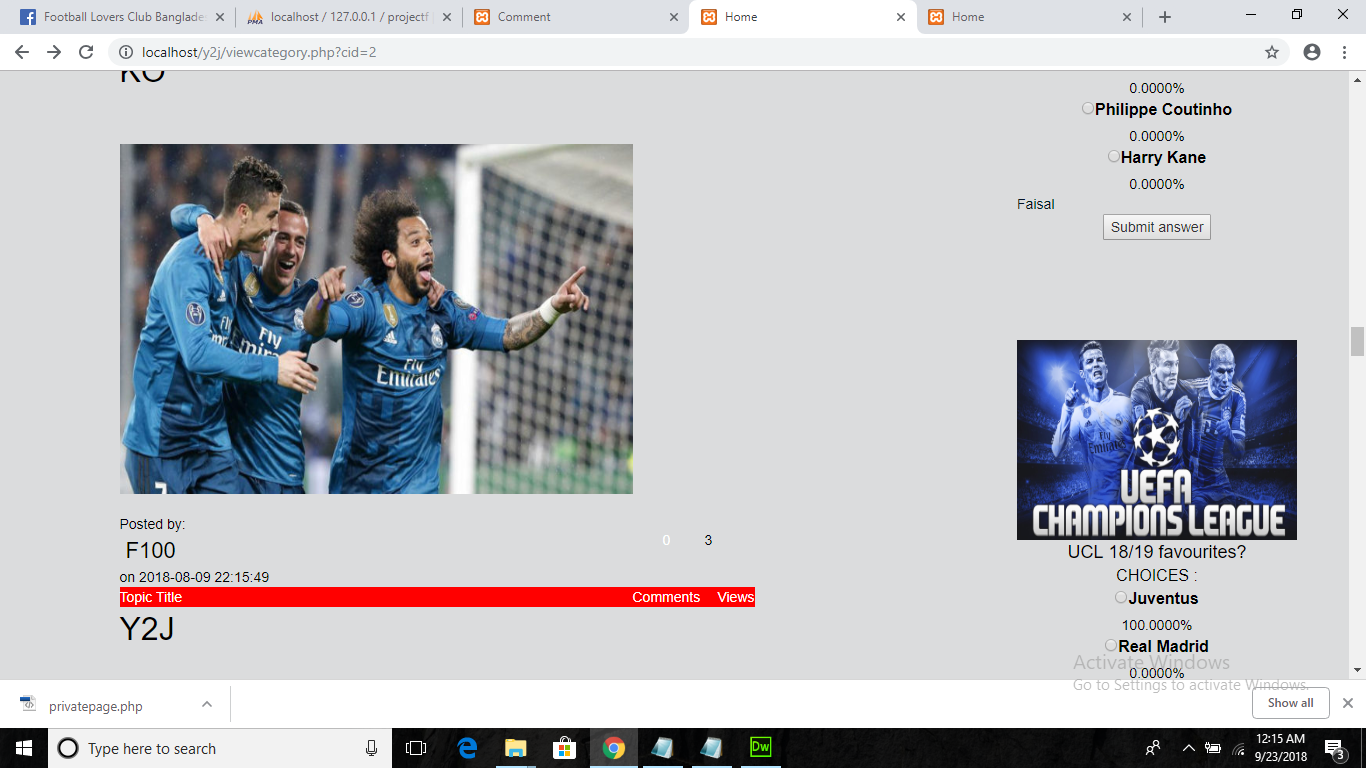 Football Lovers Club Banglade
localhost / 127.0.0.1 / projectf
Comment
Home
Home
localhost/y2j/viewcategory.php?cid=2
KO
Fly
Emirates
Posted by:
F100
0 3
on 2018-08-09 22:15:49
Topic Title Comments Views
Y2J
0.0000%
Philippe Coutinho
0.0000%
Harry Kane
0.0000%
Faisal
Submit answer
UEFA
CHAMPIONS LEAGUE
UCL 18/19 favourites?
CHOICES :
Juventus
100.0000%
Real Madrid
0.0000%
Activate Windows
Go to Settings to activate Windows.
privatepage.php
Show all
Type here to search
Dw
12:15 AM
9/23/2018
3